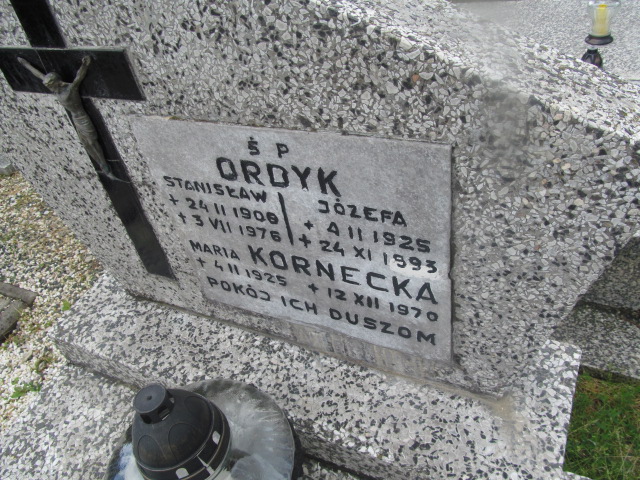 Ś P
ORDYK
STANISŁAW
+ 24 II 1908
+ 3 VII 1976
JÓZEFA
+ 4 II 1925
+ 24 XI 1993
MARIA KORNECKA
+ 4 II 1925 + 12 XII 1970
POKÓJ ICH DUSZOM